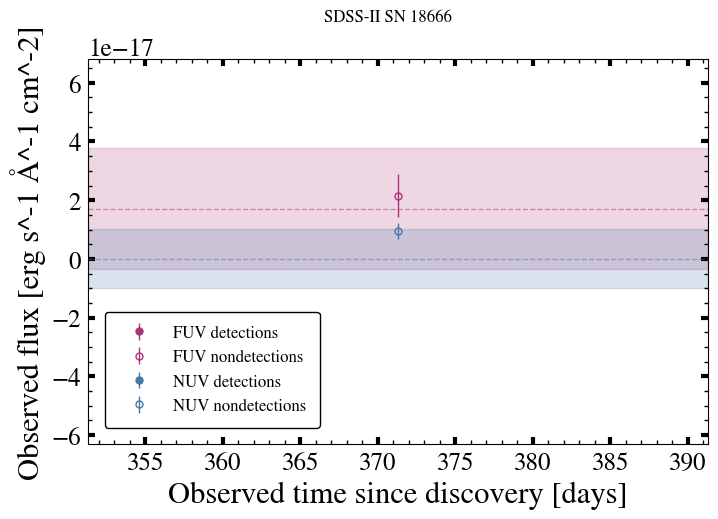 SDSS-II SN 18666
1e−17
Observed flux [erg s^-1 Å^-1 cm^-2]
6
4
2
0
−2
−4
−6
FUV detections
FUV nondetections
NUV detections
NUV nondetections
355 360 365 370 375 380 385 390
Observed time since discovery [days]